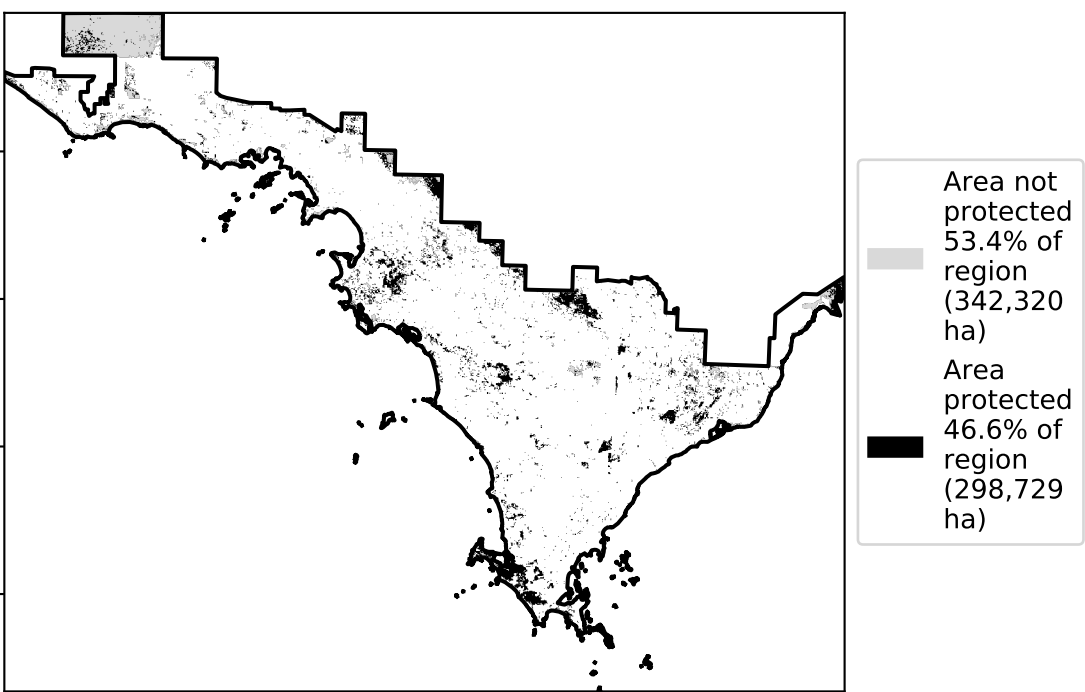 Area not
protected
53.4% of
region
(342,320
ha)
Area
protected
46.6% of
region
(298,729
ha)